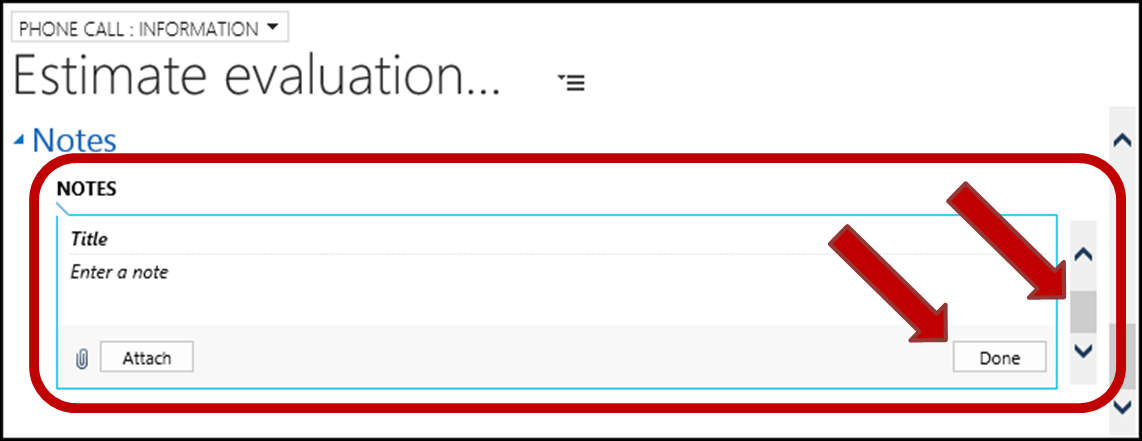 PHONE CALL : INFORMATION
Estimate evaluation...
Notes
NOTES
Title
Enter a note
Attach
Done